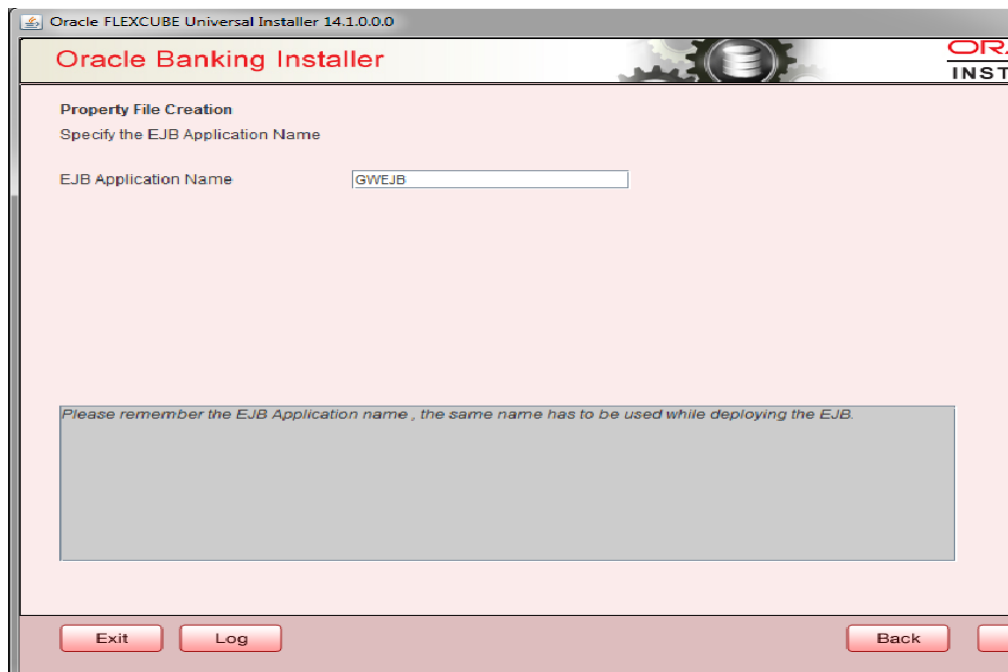 Oracle FLEXCUBE Universal Installer 14.1.0.0.0
Oracle Banking Installer
Property File Creation
Specify the EJB Application Name
EJB Application Name GWEJB
Please remember the EJB Application name , the same name has to be used while deploying the EJB.
Exit Log Back